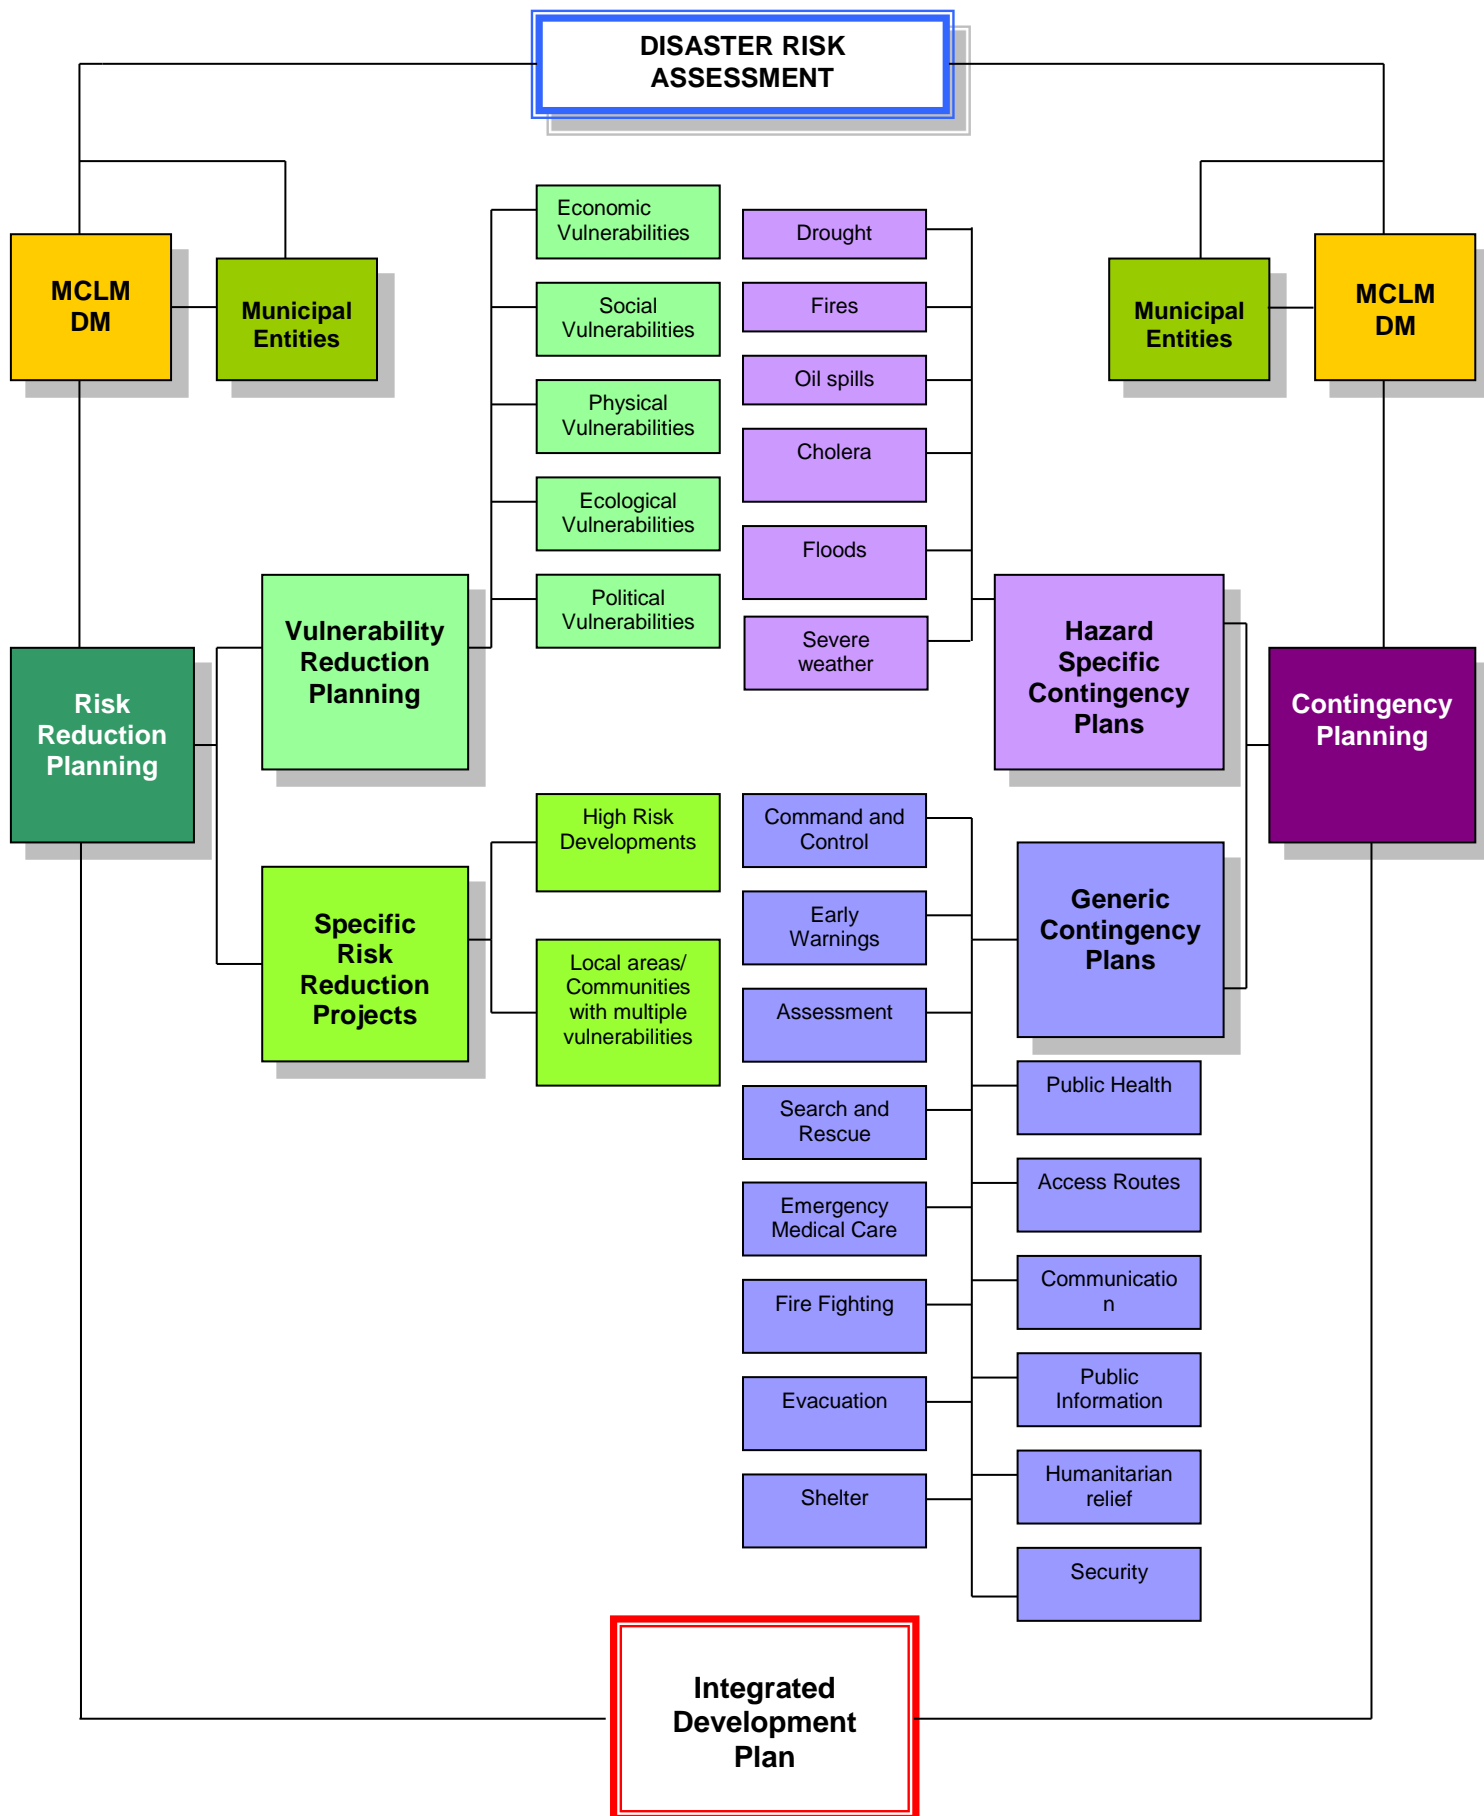 DISASTER RISK
ASSESSMENT
MCLM
DM
Municipal
Entities
Economic
Vulnerabilities
Social
Vulnerabilities
Physical
Vulnerabilities
Ecological
Vulnerabilities
Political
Vulnerabilities
Drought
Fires
Oil spills
Cholera
Floods
Severe
weather
Municipal
Entities
MCLM
DM
Risk
Reduction
Planning
Vulnerability
Reduction
Planning
Hazard
Specific
Contingency
Plans
Contingency
Planning
Specific
Risk
Reduction
Projects
High Risk
Developments
Local areas/
Communities
with multiple
vulnerabilities
Command and
Control
Early
Warnings
Assessment
Search and
Rescue
Emergency
Medical Care
Fire Fighting
Evacuation
Shelter
Generic
Contingency
Plans
Public Health
Access Routes
Communicatio
n
Public
Information
Humanitarian
relief
Security
Integrated
Development
Plan